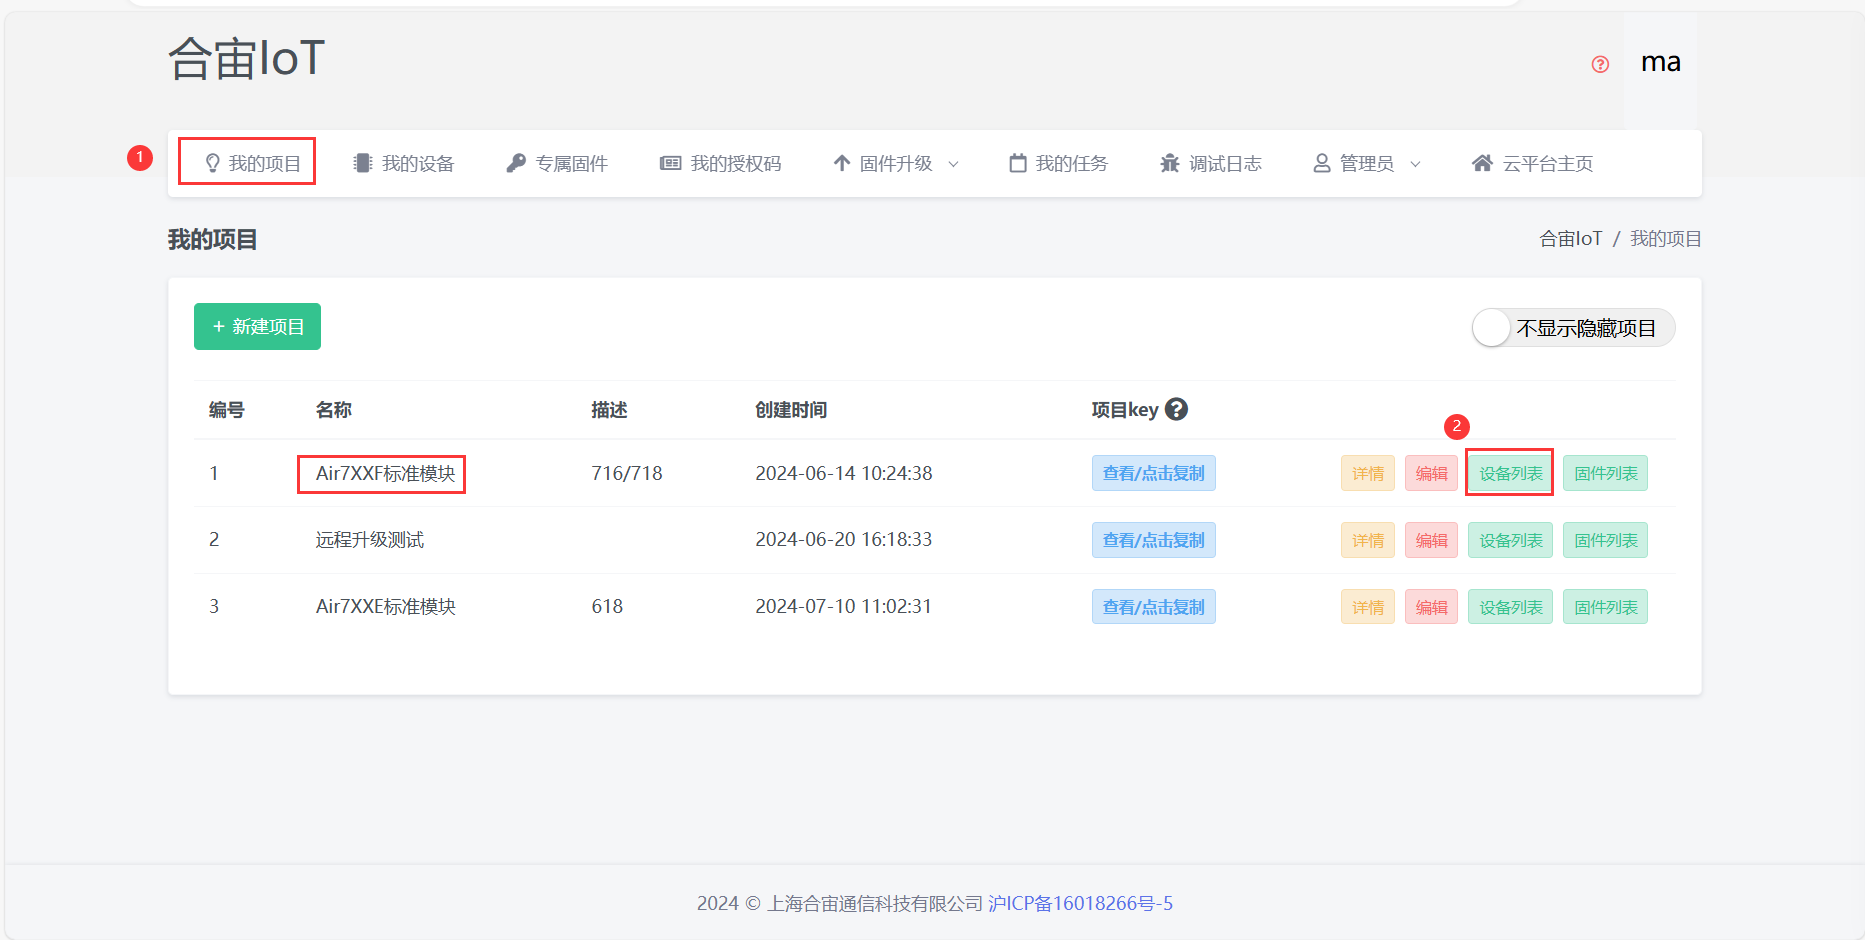 合宙IoT
ma
1
我的项目 我的设备 专属固件 我的授权码 固件升级 我的任务 调试日志 管理员 云平台主页
我的项目
合宙IoT / 我的项目
+ 新建项目
不显示隐藏项目
编号 名称 描述 创建时间 项目key
2
1 Air7XXF标准模块 716/718 2024-06-14 10:24:38 查看/点击复制 详情 编辑 设备列表 固件列表
2 远程升级测试 2024-06-20 16:18:33 查看/点击复制 详情 编辑 设备列表 固件列表
3 Air7XXE标准模块 618 2024-07-10 11:02:31 查看/点击复制 详情 编辑 设备列表 固件列表
2024 © 上海合宙通信科技有限公司 沪ICP备16018266号-5